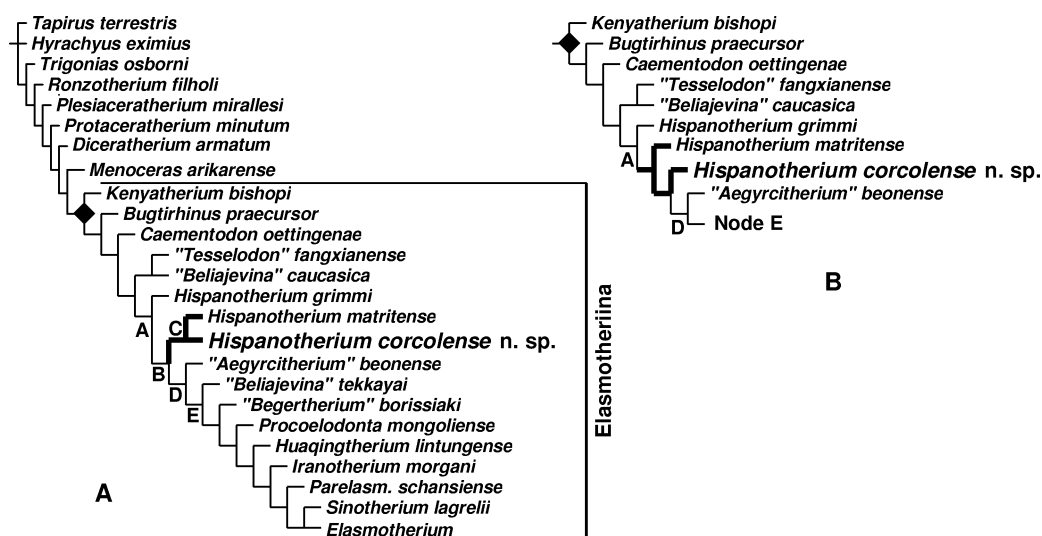 Tapirus terrestris
Hyrachyus eximius
Trigonias osborni
Ronzotherium filholi
Plesiaceratherium mirallesi
Protaceratherium minutum
Diceratherium armatum
Menoceras arikarense
Kenyatherium bishopi
Bugtirhinus praecursor
Caementodon oettingenae
"Tesselodon" fangxianense
"Beliajevina" caucasica
Hispanotherium grimmi
A
Hispanotherium matritense
C
Hispanotherium corcolense n. sp.
"Aegyrcitherium" beonense
B
"Beliajevina" tekkayai
D
"Begertherium" borissiaki
E
Procoelodonta mongoliense
Huaqingtherium lintungense
Iranotherium morgani
Parelasm. schansiense
Sinotherium lagrelii
Elasmotherium
A
Elasmotheriina
Kenyatherium bishopi
Bugtirhinus praecursor
Caementodon oettingenae
"Tesselodon" fangxianense
"Beliajevina" caucasica
Hispanotherium grimmi
Hispanotherium matritense
A
Hispanotherium corcolense n. sp.
"Aegyrcitherium" beonense
Node E
D
B